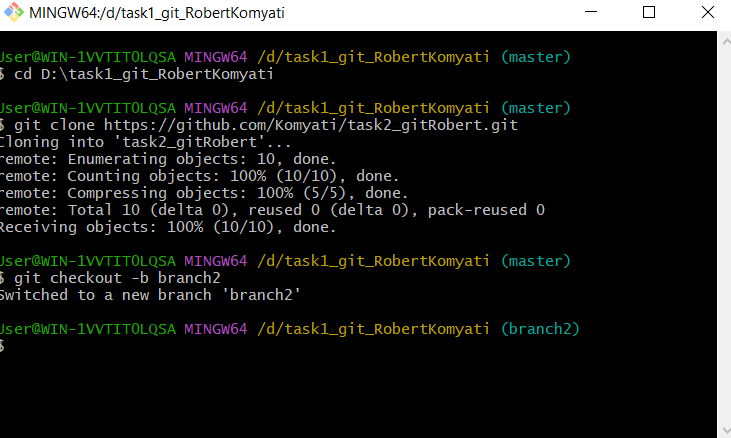 MINGW64:/d/task1_git_RobertKomyati
User@WIN-1VVTIT0LQSA MINGW64 /d/task1_git_RobertKomyati (master)
$ cd D:\task1_git_RobertKomyati
User@WIN-1VVTIT0LQSA MINGW64 /d/task1_git_RobertKomyati (master)
$ git clone https://github.com/Komyati/task2_gitRobert.git
Cloning into 'task2_gitRobert'...
remote: Enumerating objects: 10, done.
remote: Counting objects: 100% (10/10), done.
remote: Compressing objects: 100% (5/5), done.
remote: Total 10 (delta 0), reused 0 (delta 0), pack-reused 0
Receiving objects: 100% (10/10), done.
User@WIN-1VVTIT0LQSA MINGW64 /d/task1_git_RobertKomyati (master)
$ git checkout -b branch2
Switched to a new branch 'branch2'
User@WIN-1VVTIT0LQSA MINGW64 /d/task1_git_RobertKomyati (branch2)
$